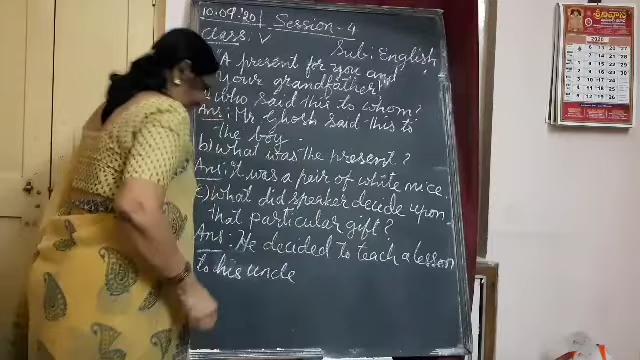 10.09.'20 Session-4
Class: V Sub: English
"A present for you and
your grandfather!"
Who said this to whom?
Ans: Mr Ghosh said this to
the boy
b) What was the present?
Ans: it was a pair of white mice.
c) What did speaker decide upon
that particular gift?
Ans: He decided to teach a lesson
to his uncle
శ్రీనివాస
2020